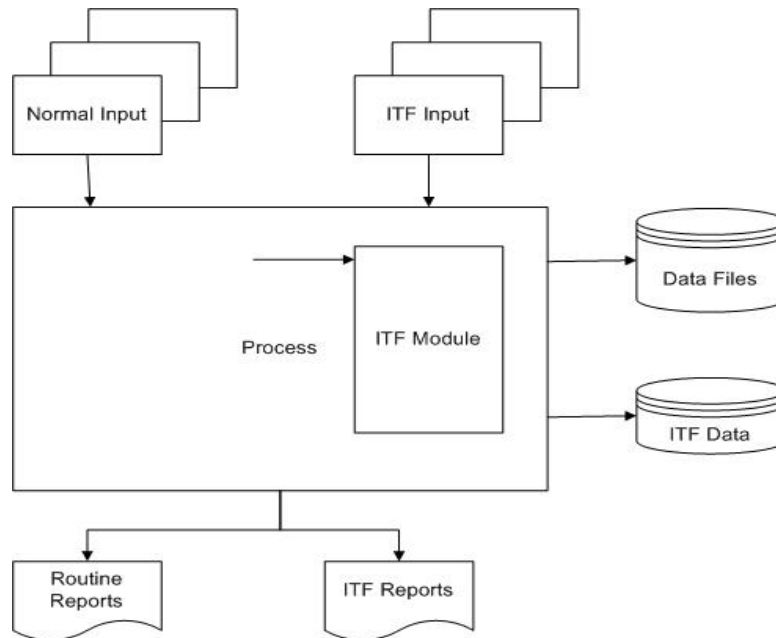 Normal Input
ITF Input
Data Files
Process
ITF Module
ITF Data
Routine
Reports
ITF Reports